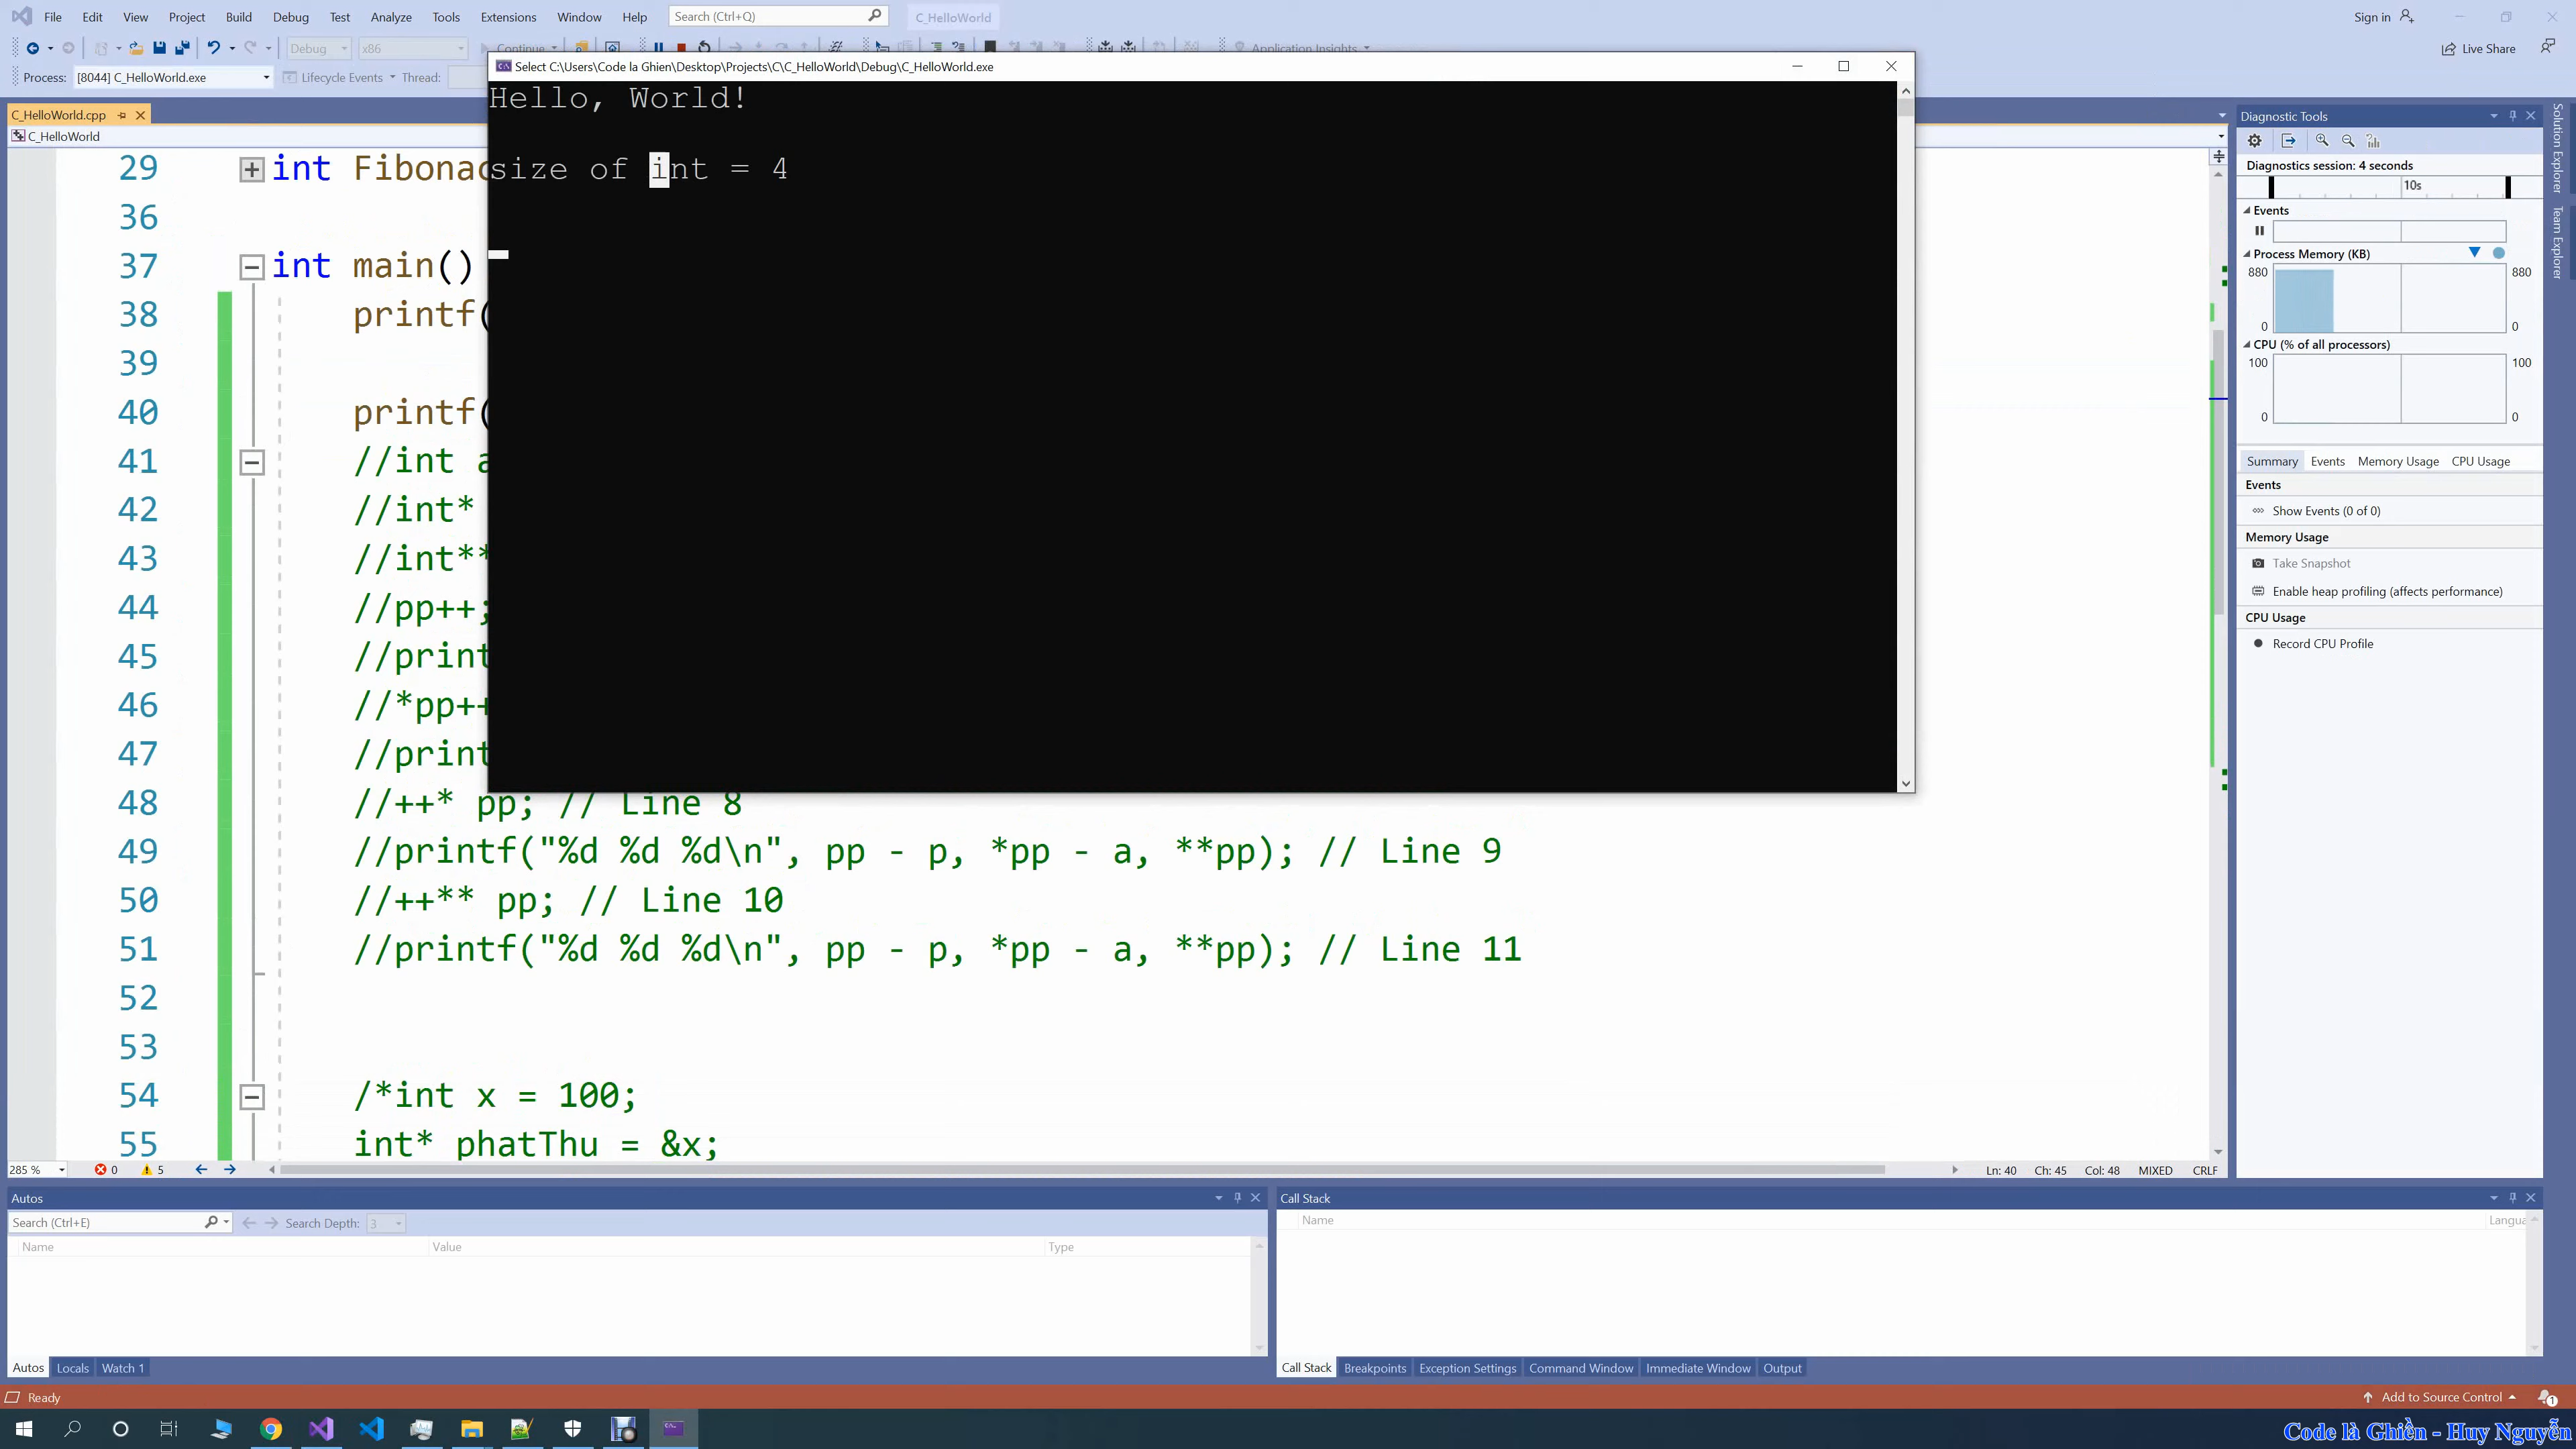 File Edit View Project Build Debug Test Analyze Tools Extensions Window Help Search (Ctrl+Q) C_HelloWorld Sign in
Debug x86 Continue Application Insights Live Share
Process: [8044] C_HelloWorld.exe Lifecycle Events Thread:
Select C:\Users\Code la Ghien\Desktop\Projects\C\C_HelloWorld\Debug\C_HelloWorld.exe
Hello, World!
size of int = 4
C_HelloWorld.cpp
C_HelloWorld
29 int Fibonac
36
37 int main()
38 printf(
39
40 printf(
41 //int a
42 //int*
43 //int**
44 //pp++;
45 //print
46 //*pp++
47 //print
48 //++* pp; // Line 8
49 //printf("%d %d %d\n", pp - p, *pp - a, **pp); // Line 9
50 //++** pp; // Line 10
51 //printf("%d %d %d\n", pp - p, *pp - a, **pp); // Line 11
52
53
54 /*int x = 100;
55 int* phatThu = &x;
285 % 0 5 Ln: 40 Ch: 45 Col: 48 MIXED CRLF
Diagnostic Tools
Diagnostics session: 4 seconds
10s
Events
Process Memory (KB)
880 880
0 0
CPU (% of all processors)
100 100
0 0
Summary Events Memory Usage CPU Usage
Events
Show Events (0 of 0)
Memory Usage
Take Snapshot
Enable heap profiling (affects performance)
CPU Usage
Record CPU Profile
Solution Explorer
Team Explorer
Autos
Search (Ctrl+E) Search Depth: 3
Name Value Type
Autos Locals Watch 1
Call Stack
Name Langua
Call Stack Breakpoints Exception Settings Command Window Immediate Window Output
Ready Add to Source Control 1
Code là Ghiền - Huy Nguyễn